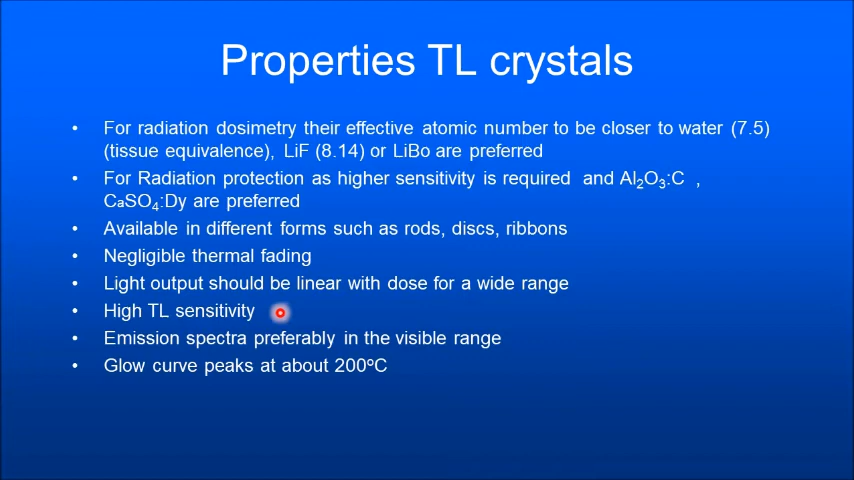 Properties TL crystals
• For radiation dosimetry their effective atomic number to be closer to water (7.5)
(tissue equivalence), LiF (8.14) or LiBo are preferred
• For Radiation protection as higher sensitivity is required and Al₂O₃:C ,
CaSO₄:Dy are preferred
• Available in different forms such as rods, discs, ribbons
• Negligible thermal fading
• Light output should be linear with dose for a wide range
• High TL sensitivity
• Emission spectra preferably in the visible range
• Glow curve peaks at about 200ºC